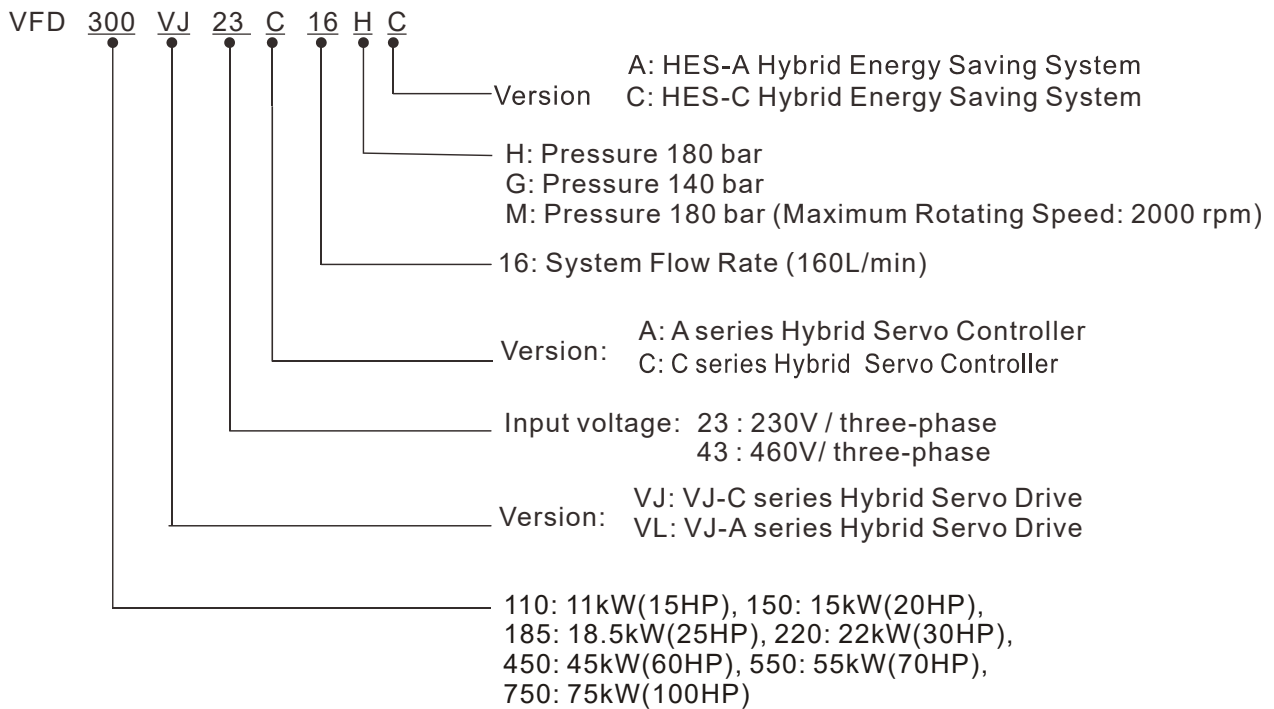 VFD 300 VJ 23 C 16 H C
A: HES-A Hybrid Energy Saving System
Version C: HES-C Hybrid Energy Saving System
H: Pressure 180 bar
G: Pressure 140 bar
M: Pressure 180 bar (Maximum Rotating Speed: 2000 rpm)
16: System Flow Rate (160L/min)
A: A series Hybrid Servo Controller
Version:
C: C series Hybrid Servo Controller
Input voltage: 23 : 230V / three-phase
43 : 460V/ three-phase
VJ: VJ-C series Hybrid Servo Drive
Version:
VL: VJ-A series Hybrid Servo Drive
110: 11kW(15HP), 150: 15kW(20HP),
185: 18.5kW(25HP), 220: 22kW(30HP),
450: 45kW(60HP), 550: 55kW(70HP),
750: 75kW(100HP)